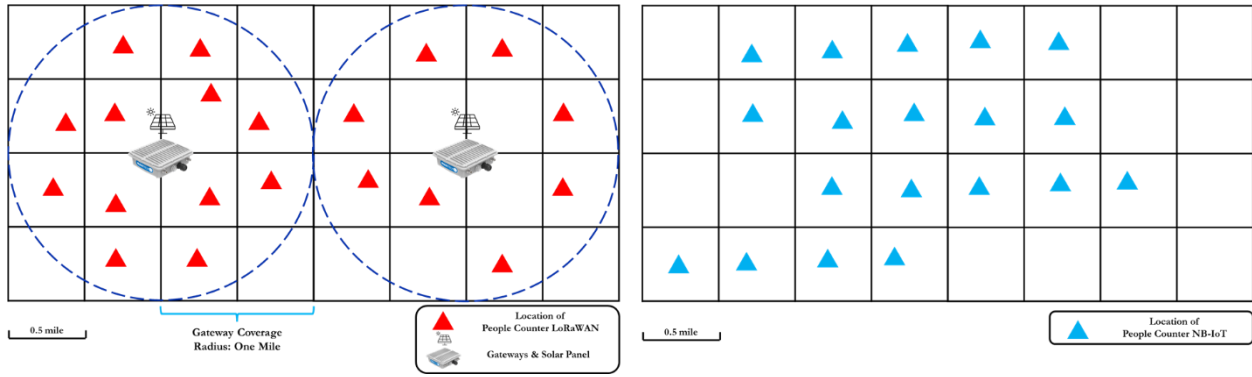 0.5 mile
Gateway Coverage
Radius: One Mile
Location of
People Counter LoRaWAN
Gateways & Solar Panel
0.5 mile
Location of
People Counter NB-IoT